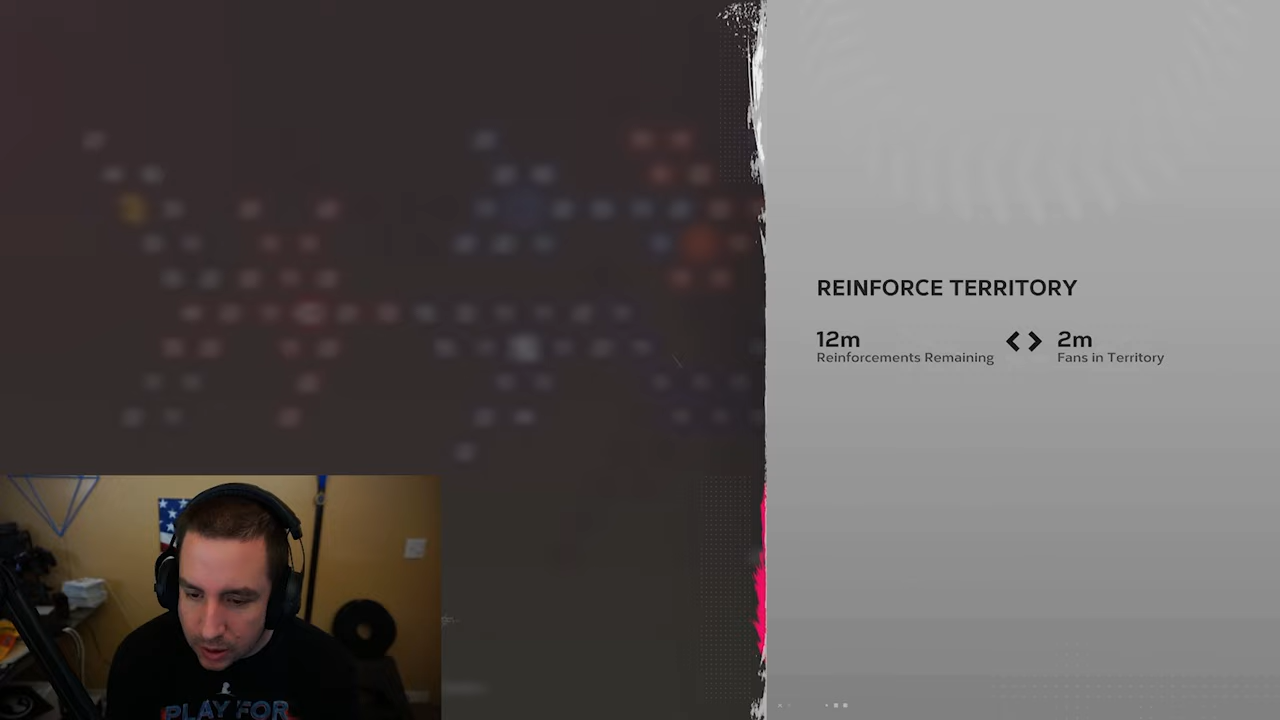 REINFORCE TERRITORY
12m
Reinforcements Remaining
2m
Fans in Territory
PLAY FOR